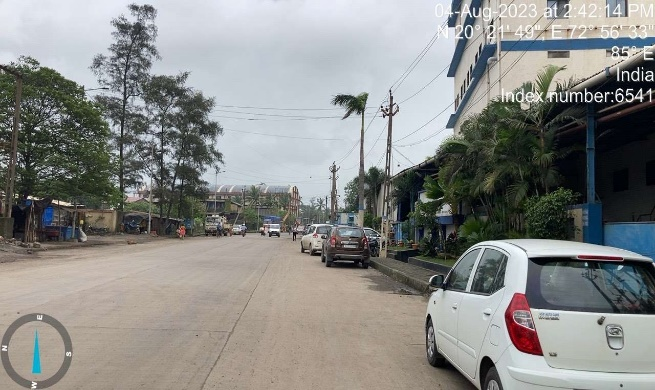 04-Aug-2023 at 2:42:14 PM
N 20° 21' 49", E 72° 56' 33"
85° E
India
Index number:6541
N
E
S
W